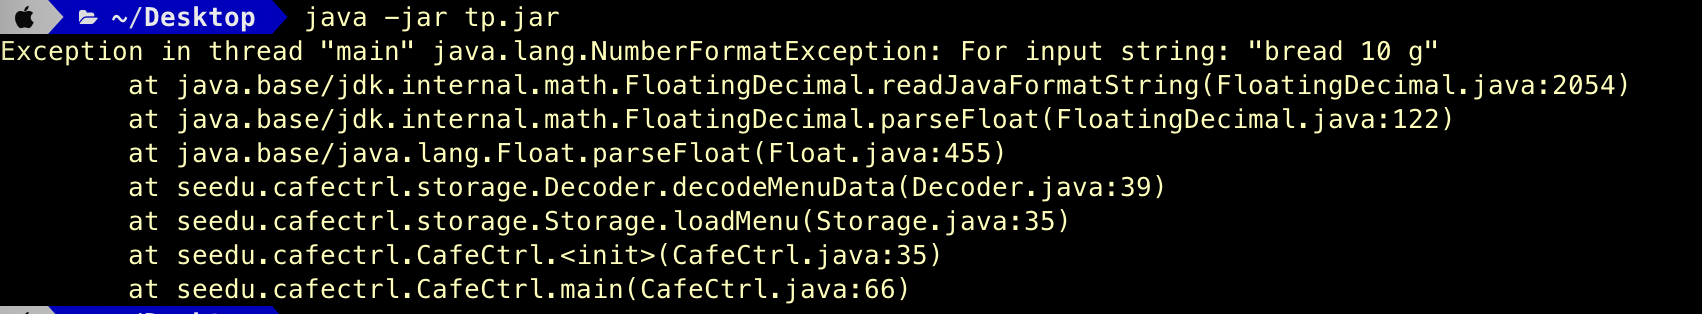 ~/Desktop java -jar tp.jar
Exception in thread "main" java.lang.NumberFormatException: For input string: "bread 10 g"
at java.base/jdk.internal.math.FloatingDecimal.readJavaFormatString(FloatingDecimal.java:2054)
at java.base/jdk.internal.math.FloatingDecimal.parseFloat(FloatingDecimal.java:122)
at java.base/java.lang.Float.parseFloat(Float.java:455)
at seedu.cafectrl.storage.Decoder.decodeMenuData(Decoder.java:39)
at seedu.cafectrl.storage.Storage.loadMenu(Storage.java:35)
at seedu.cafectrl.CafeCtrl.<init>(CafeCtrl.java:35)
at seedu.cafectrl.CafeCtrl.main(CafeCtrl.java:66)